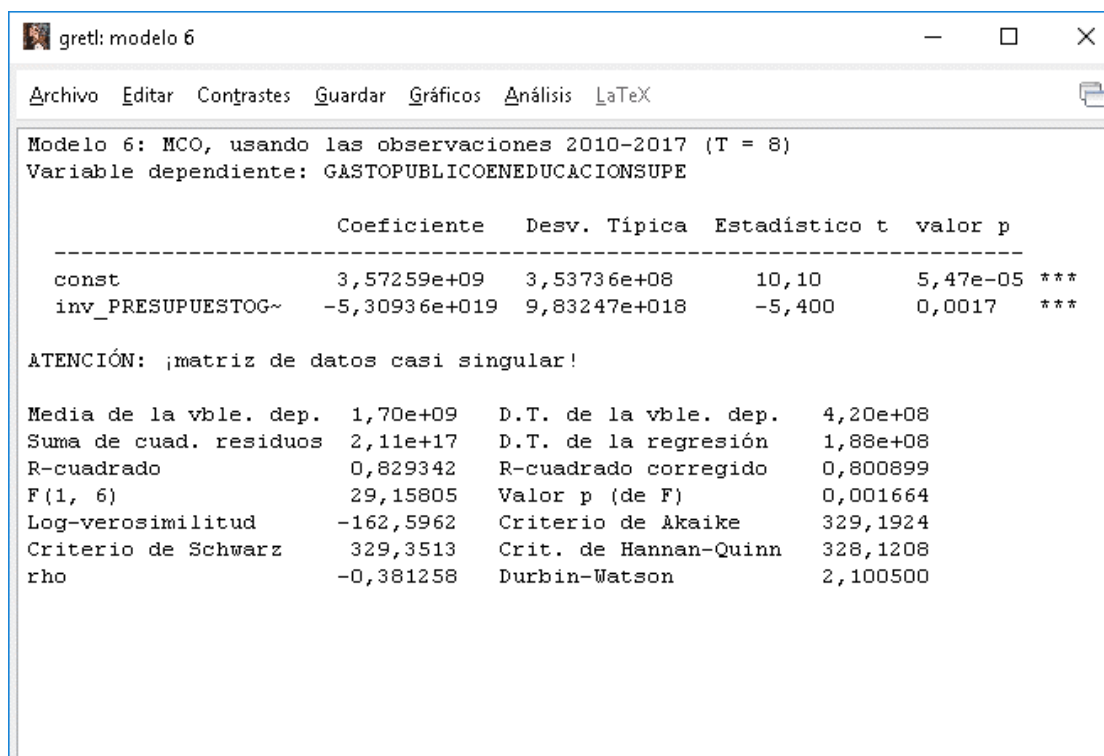 gretl: modelo 6
Archivo Editar Contrastes Guardar Gráficos Análisis LaTeX
Modelo 6: MCO, usando las observaciones 2010-2017 (T = 8)
Variable dependiente: GASTOPUBLICOENEDUCACIONSUPE
Coeficiente Desv. Típica Estadístico t valor p
------------------------------------------------------------------------
const 3,57259e+09 3,53736e+08 10,10 5,47e-05 ***
inv_PRESUPUESTOG~ -5,30936e+019 9,83247e+018 -5,400 0,0017 ***
ATENCIÓN: ¡matriz de datos casi singular!
Media de la vble. dep. 1,70e+09 D.T. de la vble. dep. 4,20e+08
Suma de cuad. residuos 2,11e+17 D.T. de la regresión 1,88e+08
R-cuadrado 0,829342 R-cuadrado corregido 0,800899
F(1, 6) 29,15805 Valor p (de F) 0,001664
Log-verosimilitud -162,5962 Criterio de Akaike 329,1924
Criterio de Schwarz 329,3513 Crit. de Hannan-Quinn 328,1208
rho -0,381258 Durbin-Watson 2,100500